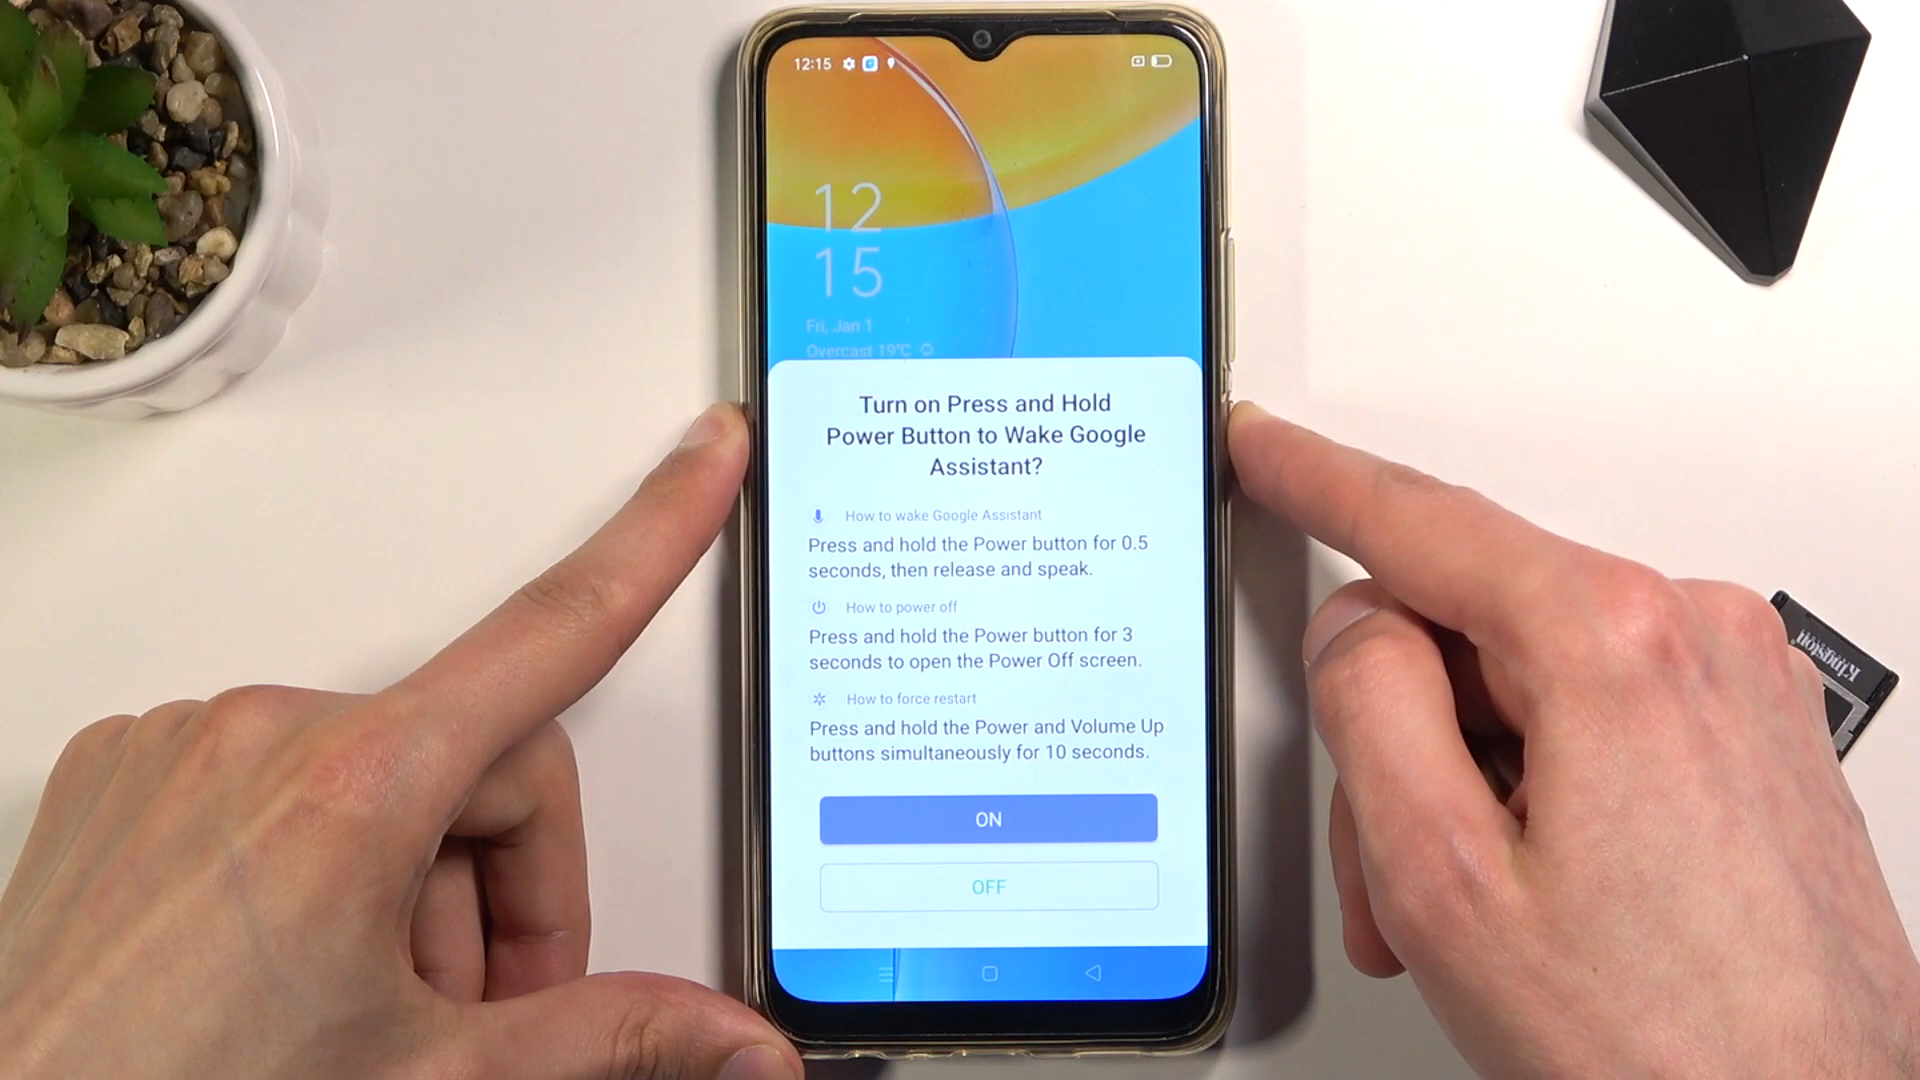 12:15
12
15
Fri, Jan 1
Overcast 19°C
Turn on Press and Hold
Power Button to Wake Google
Assistant?
How to wake Google Assistant
Press and hold the Power button for 0.5
seconds, then release and speak.
How to power off
Press and hold the Power button for 3
seconds to open the Power Off screen.
How to force restart
Press and hold the Power and Volume Up
buttons simultaneously for 10 seconds.
ON
OFF
Kingston